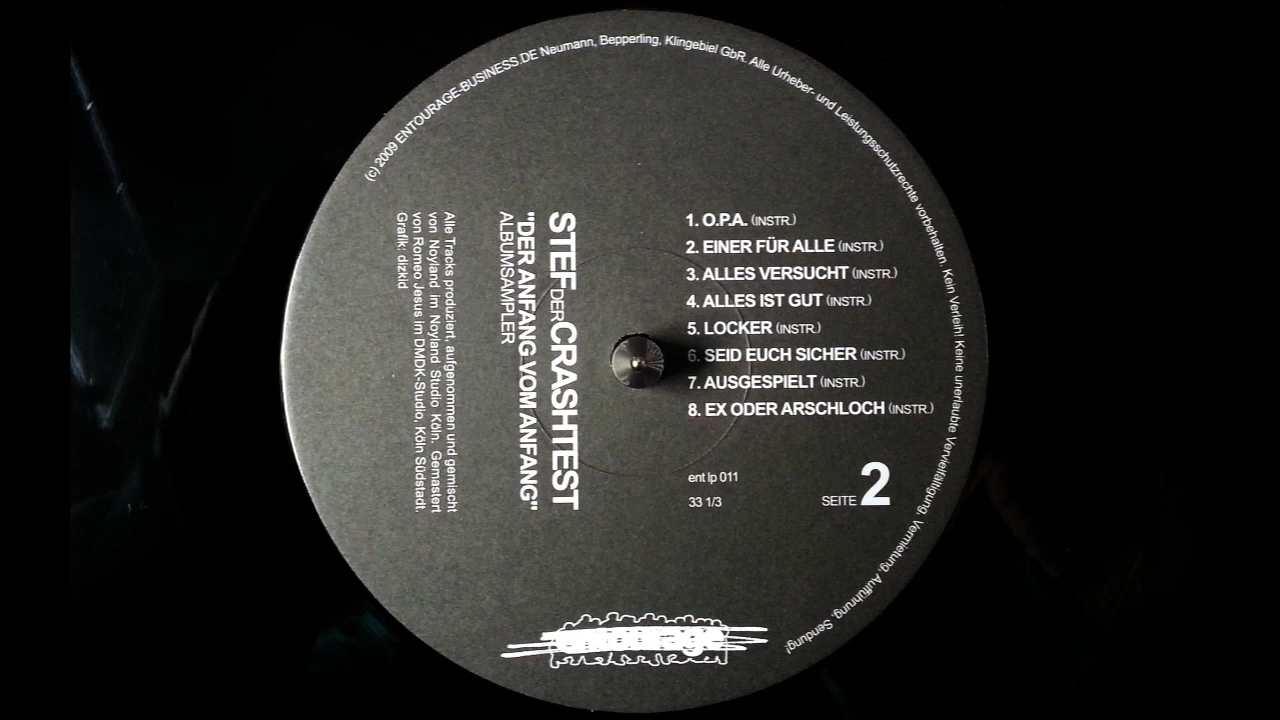 (c) 2009 ENTOURAGE-BUSINESS.DE Neumann, Bepperling, Klingebiel GbR. Alle Urheber- und Leistungsschutzrechte vorbehalten. Kein Verleih! Keine unerlaubte Vervielfältigung, Vermietung, Aufführung, Sendung!
STEF DER CRASHTEST
"DER ANFANG VOM ANFANG"
ALBUMSAMPLER
Alle Tracks produziert, aufgenommen und gemischt
von Noyland im Noyland Studio Köln. Gemastert
von Romeo Jesus im DMDK-Studio, Köln Südstadt.
Grafik: dizkid
1. O.P.A. (INSTR.)
2. EINER FÜR ALLE (INSTR.)
3. ALLES VERSUCHT (INSTR.)
4. ALLES IST GUT (INSTR.)
5. LOCKER (INSTR.)
6. SEID EUCH SICHER (INSTR.)
7. AUSGESPIELT (INSTR.)
8. EX ODER ARSCHLOCH (INSTR.)
ent lp 011
33 1/3
SEITE 2
entourage